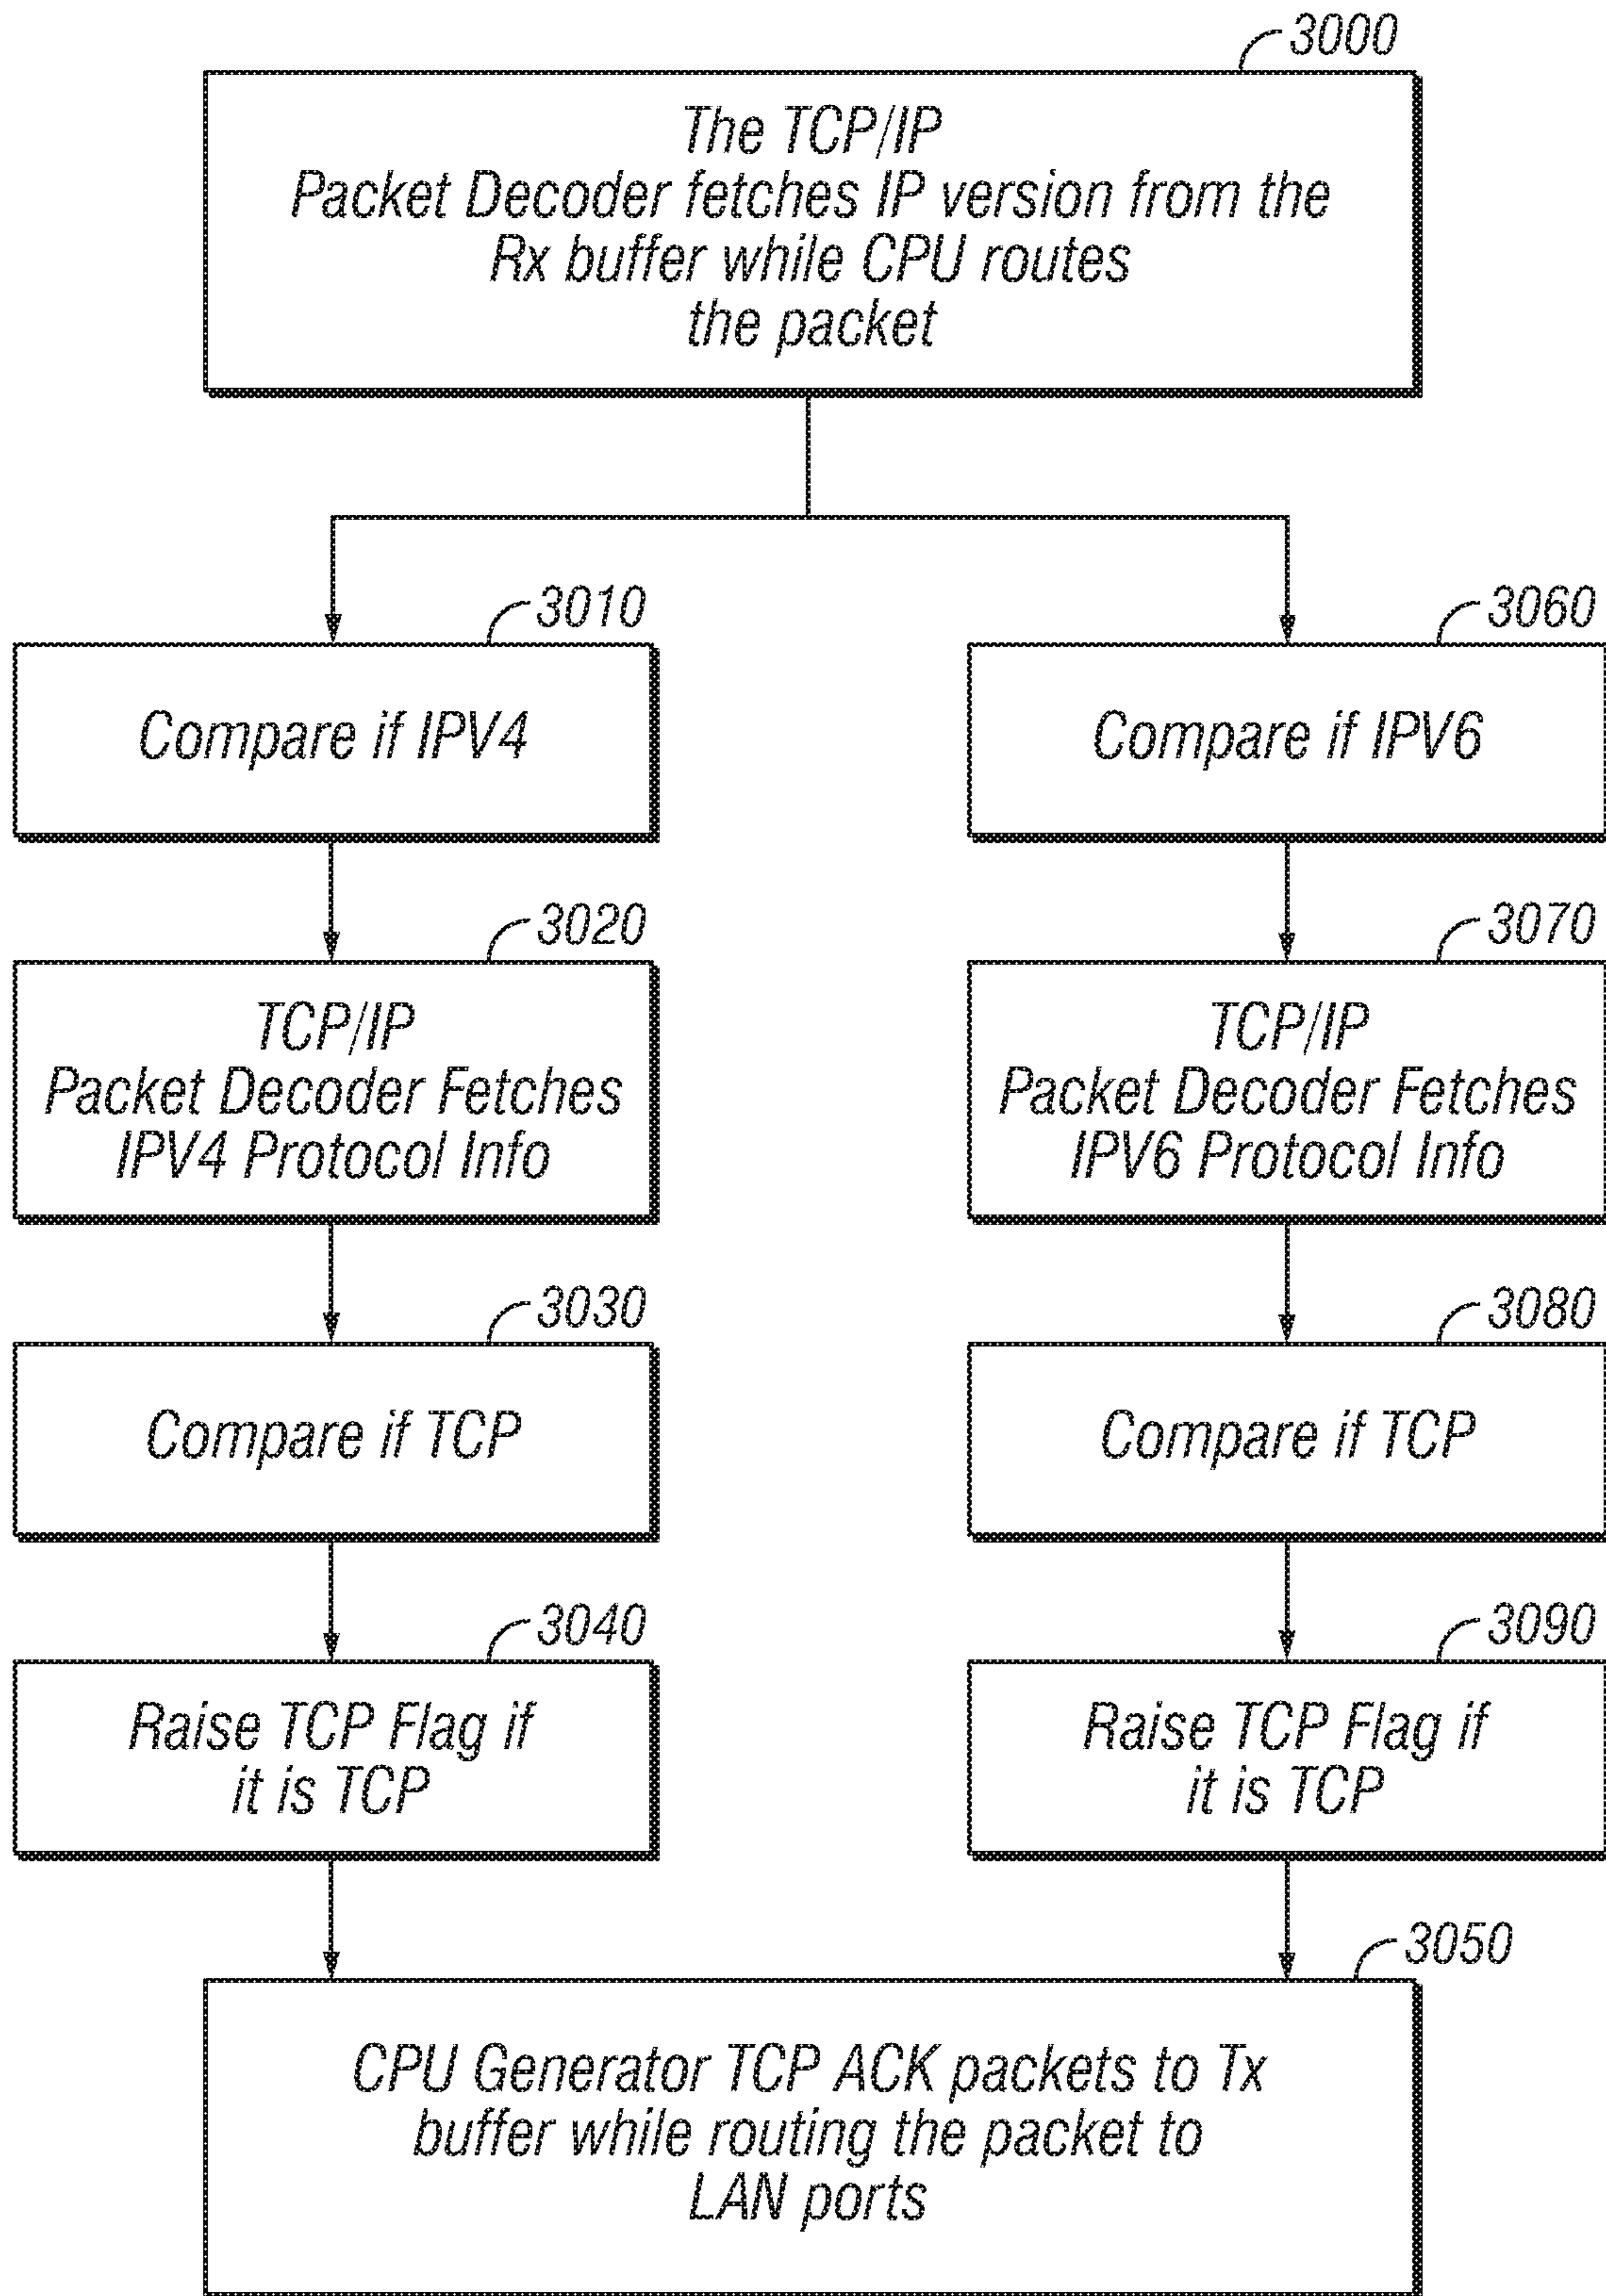 3000
The TCP/IP
Packet Decoder fetches IP version from the
Rx buffer while CPU routes
the packet
3010
Compare if IPV4
3060
Compare if IPV6
3020
TCP/IP
Packet Decoder Fetches
IPV4 Protocol Info
3070
TCP/IP
Packet Decoder Fetches
IPV6 Protocol Info
3030
Compare if TCP
3080
Compare if TCP
3040
Raise TCP Flag if
it is TCP
3090
Raise TCP Flag if
it is TCP
3050
CPU Generator TCP ACK packets to Tx
buffer while routing the packet to
LAN ports